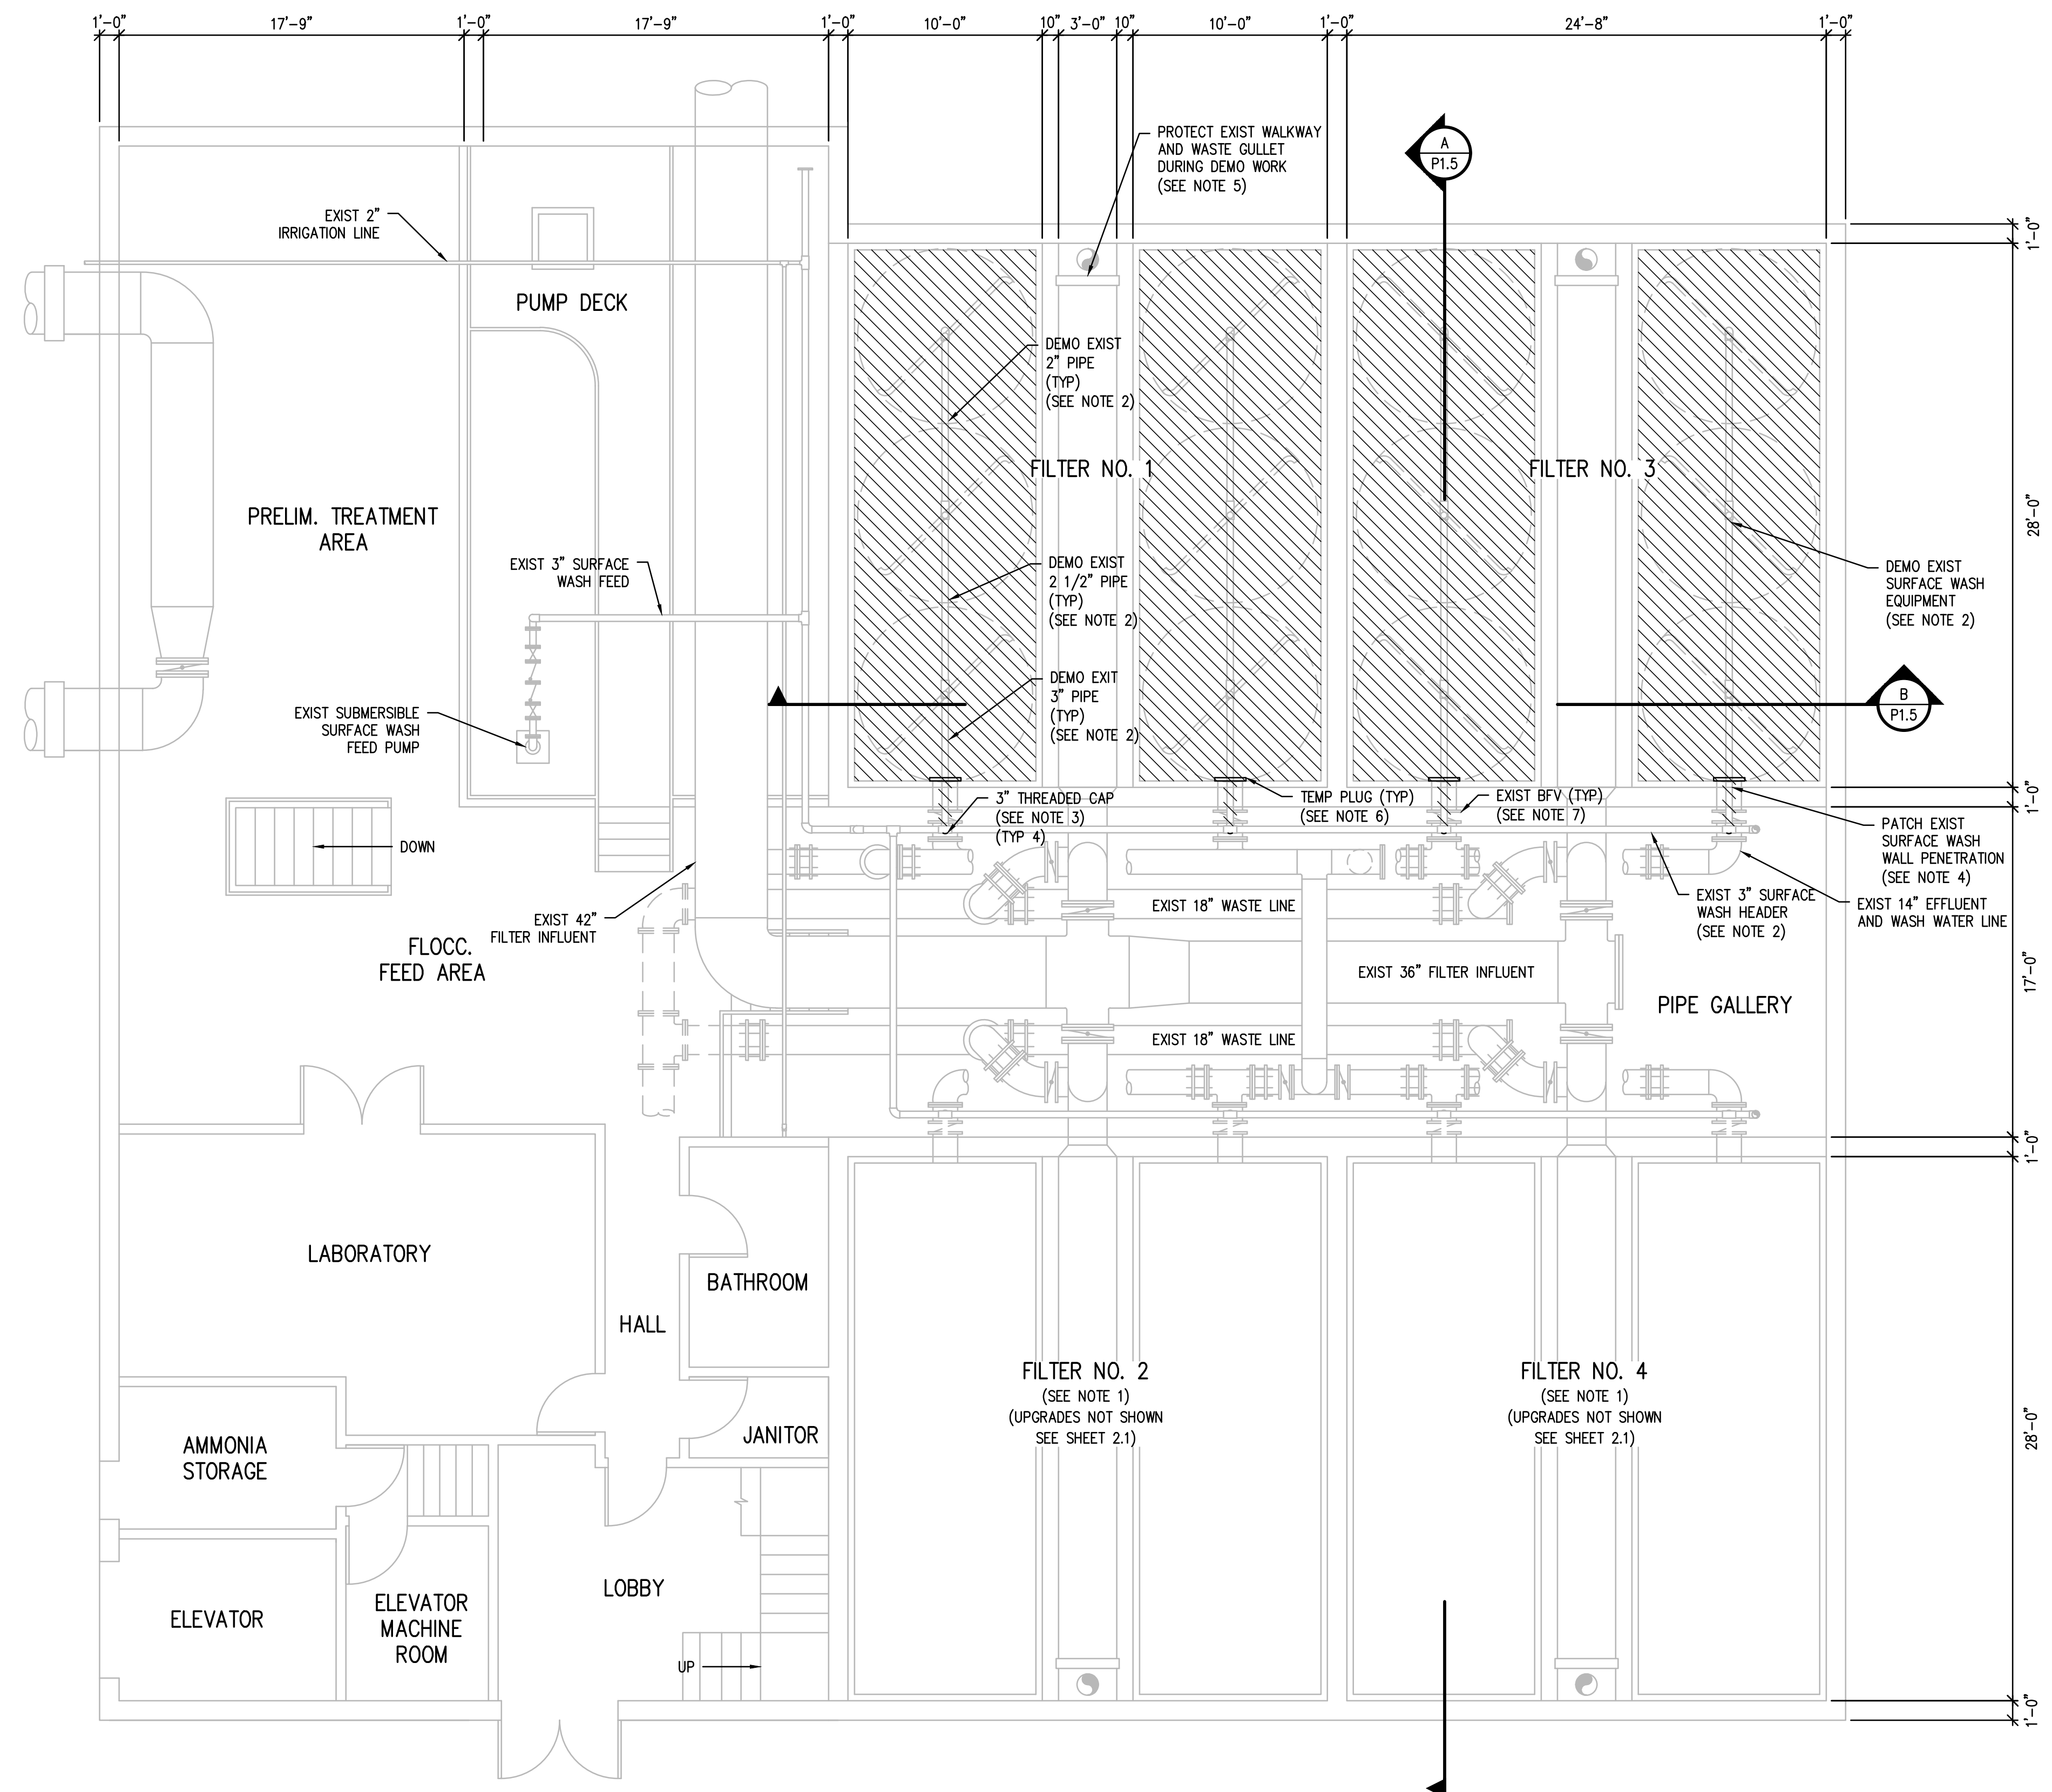 1'-0"
17'-9"
1'-0"
17'-9"
1'-0"
10'-0"
10"
3'-0"
10"
10'-0"
1'-0"
24'-8"
1'-0"
PROTECT EXIST WALKWAY
AND WASTE GULLET
DURING DEMO WORK
(SEE NOTE 5)
A
P1.5
EXIST 2"
IRRIGATION LINE
1'-0"
PUMP DECK
DEMO EXIST
2" PIPE
(TYP)
(SEE NOTE 2)
FILTER NO. 1
FILTER NO. 3
PRELIM. TREATMENT
AREA
28'-0"
EXIST 3" SURFACE
WASH FEED
DEMO EXIST
2 1/2" PIPE
(TYP)
(SEE NOTE 2)
DEMO EXIST
SURFACE WASH
EQUIPMENT
(SEE NOTE 2)
DEMO EXIT
3" PIPE
(TYP)
(SEE NOTE 2)
B
P1.5
EXIST SUBMERSIBLE
SURFACE WASH
FEED PUMP
3" THREADED CAP
(SEE NOTE 3)
(TYP 4)
TEMP PLUG (TYP)
(SEE NOTE 6)
EXIST BFV (TYP)
(SEE NOTE 7)
1'-0"
PATCH EXIST
SURFACE WASH
WALL PENETRATION
(SEE NOTE 4)
DOWN
EXIST 3" SURFACE
WASH HEADER
(SEE NOTE 2)
EXIST 14" EFFLUENT
AND WASH WATER LINE
EXIST 18" WASTE LINE
EXIST 42"
FILTER INFLUENT
FLOCC.
FEED AREA
EXIST 36" FILTER INFLUENT
17'-0"
PIPE GALLERY
EXIST 18" WASTE LINE
1'-0"
LABORATORY
BATHROOM
HALL
FILTER NO. 2
(SEE NOTE 1)
(UPGRADES NOT SHOWN
SEE SHEET 2.1)
FILTER NO. 4
(SEE NOTE 1)
(UPGRADES NOT SHOWN
SEE SHEET 2.1)
28'-0"
JANITOR
AMMONIA
STORAGE
LOBBY
ELEVATOR
ELEVATOR
MACHINE
ROOM
UP
1'-0"